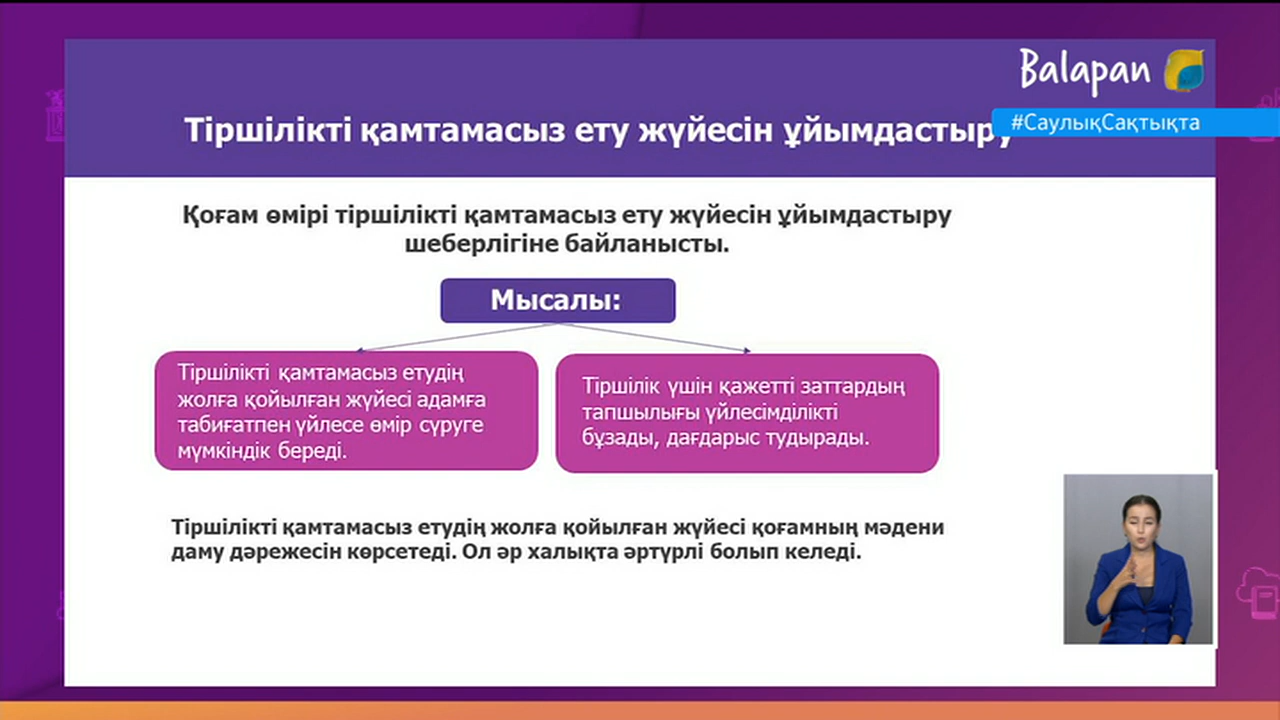 Balapan
#СаулықСақтықта
Тіршілікті қамтамасыз ету жүйесін ұйымдастыру
Қоғам өмірі тіршілікті қамтамасыз ету жүйесін ұйымдастыру
шеберлігіне байланысты.
Мысалы:
Тіршілікті қамтамасыз етудің
жолға қойылған жүйесі адамға
табиғатпен үйлесе өмір сүруге
мүмкіндік береді.
Тіршілік үшін қажетті заттардың
тапшылығы үйлесімділікті
бұзады, дағдарыс тудырады.
Тіршілікті қамтамасыз етудің жолға қойылған жүйесі қоғамның мәдени
даму дәрежесін көрсетеді. Ол әр халықта әртүрлі болып келеді.